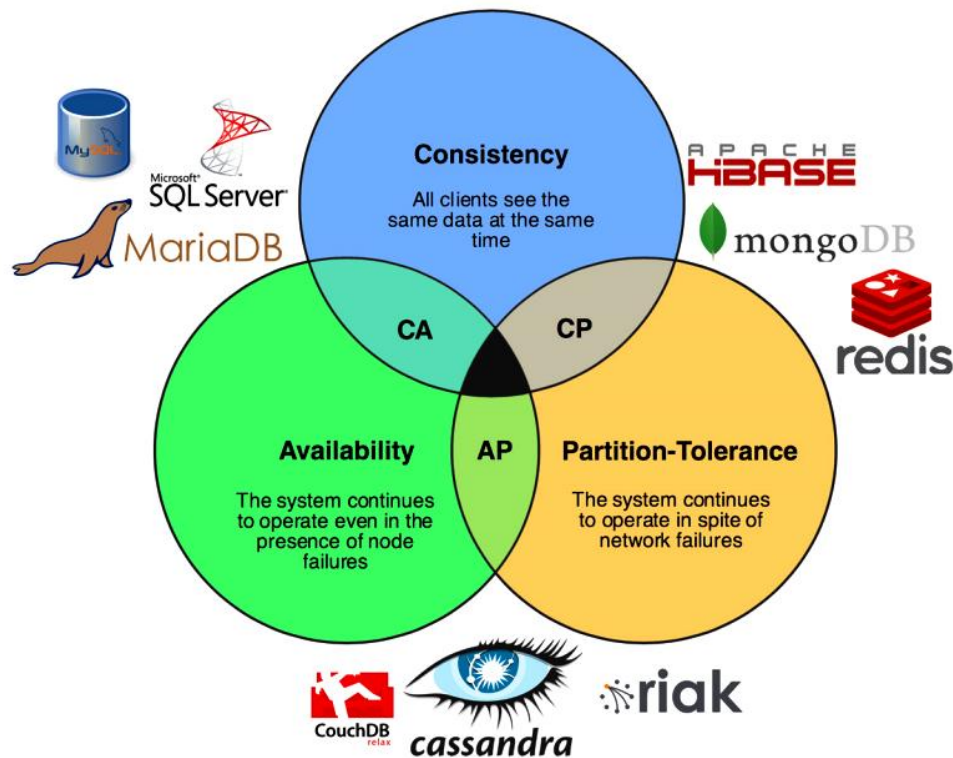 MySQL
Microsoft®
SQL Server®
MariaDB
Consistency
All clients see the
same data at the same
time
APACHE
HBASE
mongoDB
redis
CA
CP
Availability
The system continues
to operate even in the
presence of node
failures
AP
Partition-Tolerance
The system continues
to operate in spite of
network failures
CouchDB
relax
cassandra
riak